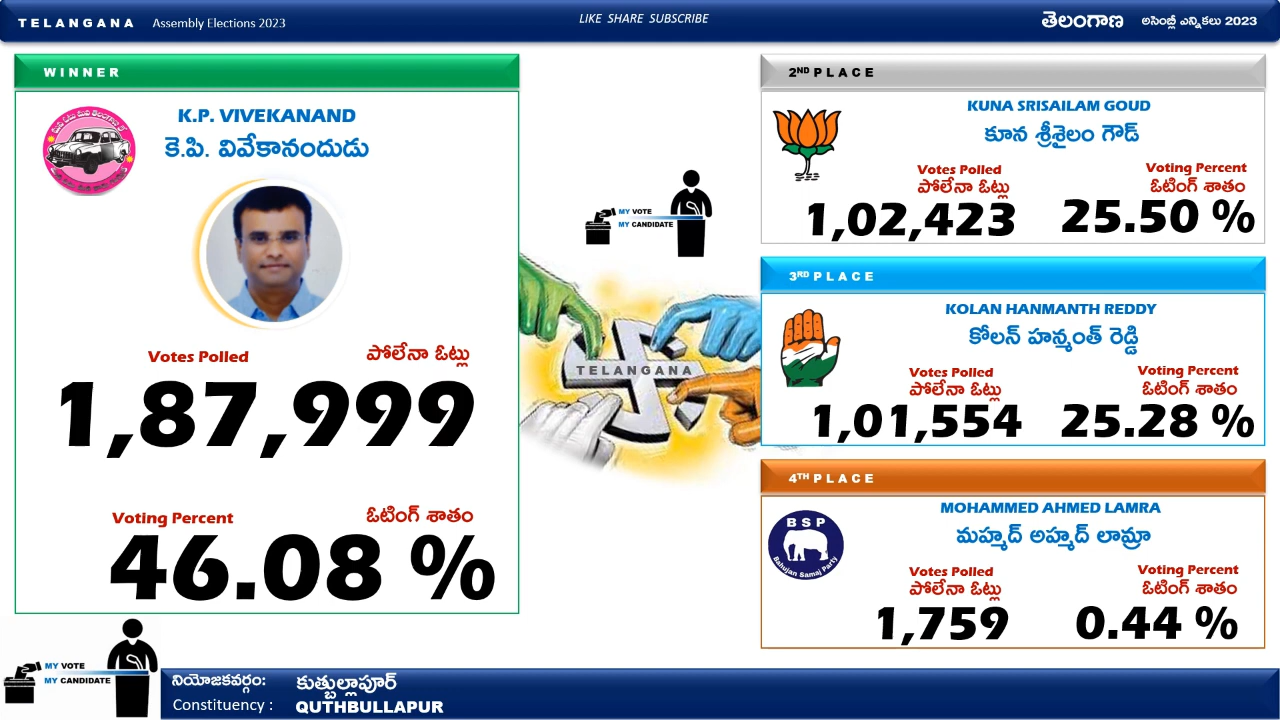 TELANGANA Assembly Elections 2023
LIKE SHARE SUBSCRIBE
తెలంగాణ అసెంబ్లీ ఎన్నికలు 2023
WINNER
K.P. VIVEKANAND
కె.పి. వివేకానందుడు
Votes Polled పోలేనా ఓట్లు
1,87,999
Voting Percent ఓటింగ్ శాతం
46.08 %
MY VOTE
MY CANDIDATE
TELANGANA
2ND PLACE
KUNA SRISAILAM GOUD
కూన శ్రీశైలం గౌడ్
Votes Polled Voting Percent
పోలేనా ఓట్లు ఓటింగ్ శాతం
1,02,423 25.50 %
3RD PLACE
KOLAN HANMANTH REDDY
కోలన్ హన్మంత్ రెడ్డి
Votes Polled Voting Percent
పోలేనా ఓట్లు ఓటింగ్ శాతం
1,01,554 25.28 %
4TH PLACE
MOHAMMED AHMED LAMRA
మహ్మద్ అహ్మద్ లామ్రా
BSP
Bahujan Samaj Party
Votes Polled Voting Percent
పోలేనా ఓట్లు ఓటింగ్ శాతం
1,759 0.44 %
MY VOTE
MY CANDIDATE
నియోజకవర్గం: కుత్బుల్లాపూర్
Constituency : QUTHBULLAPUR